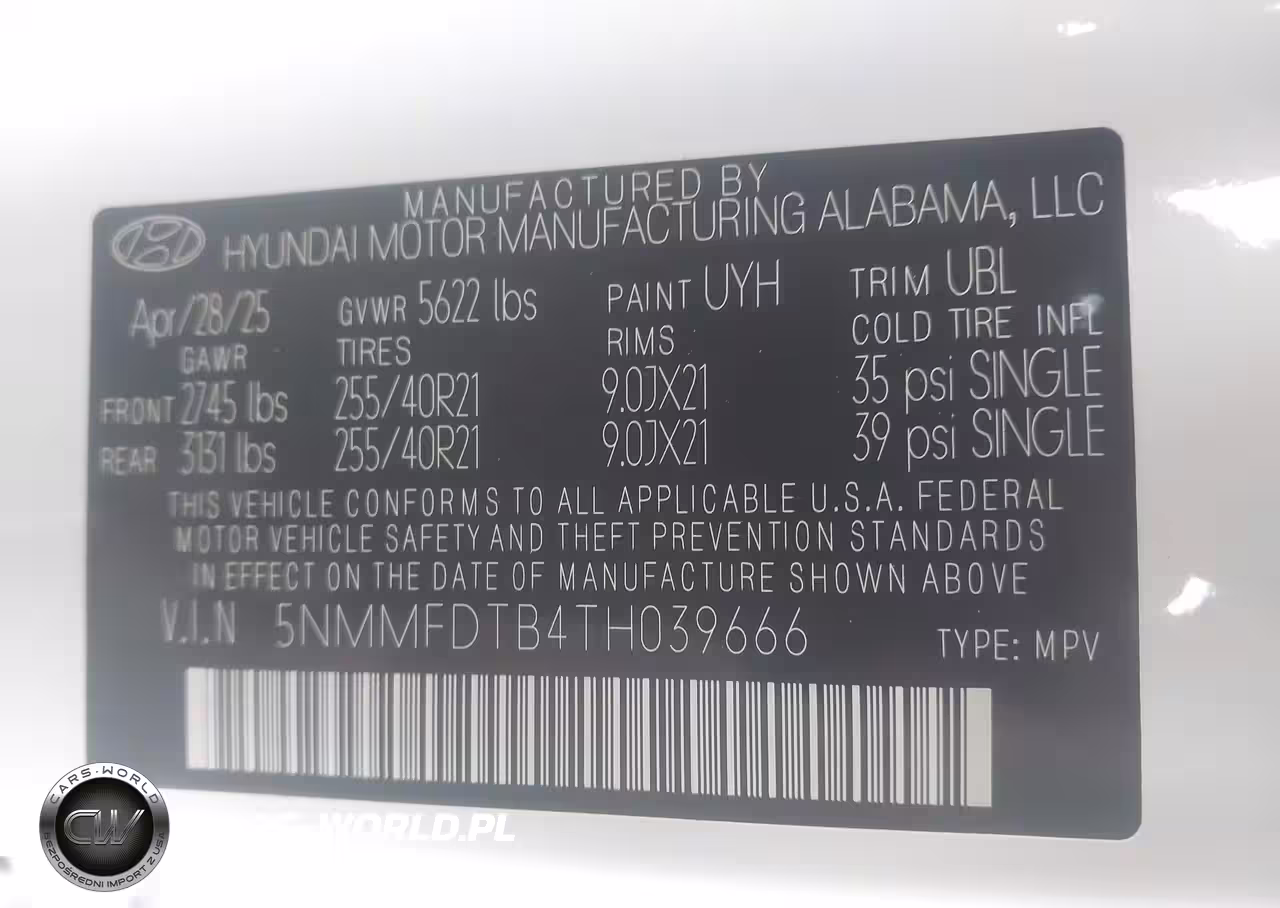 MANUFACTURED BY
HYUNDAI MOTOR MANUFACTURING ALABAMA, LLC
Apr/28/25 GVWR 5622 lbs PAINT UYH TRIM UBL
GAWR TIRES RIMS COLD TIRE INFL
FRONT 2745 lbs 255/40R21 9.0JX21 35 psi SINGLE
REAR 3131 lbs 255/40R21 9.0JX21 39 psi SINGLE
THIS VEHICLE CONFORMS TO ALL APPLICABLE U.S.A. FEDERAL
MOTOR VEHICLE SAFETY AND THEFT PREVENTION STANDARDS
IN EFFECT ON THE DATE OF MANUFACTURE SHOWN ABOVE
V.I.N 5NMMFDTB4TH039666 TYPE: MPV
CARS-WORLD
CW
BEZPOŚREDNI IMPORT Z USA
S-WORLD.PL